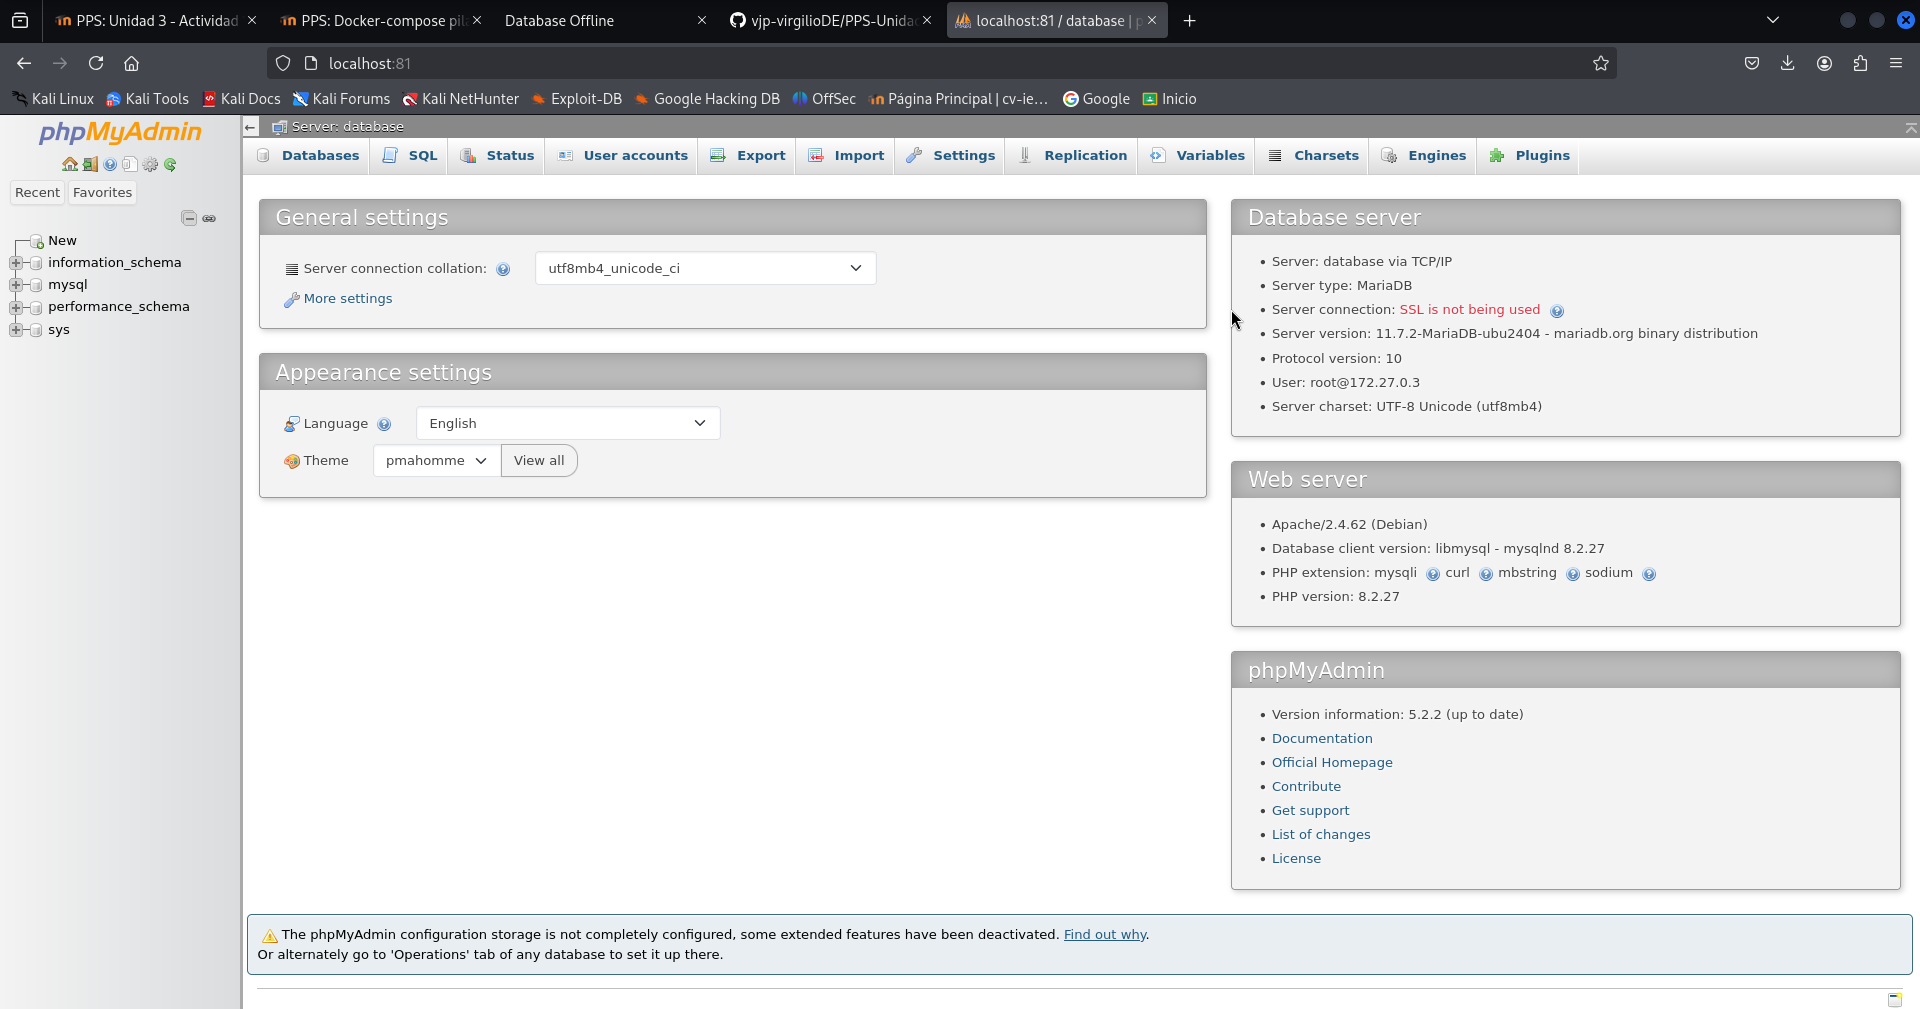 PPS: Unidad 3 - Actividad
PPS: Docker-compose pil
Database Offline
vjp-virgilioDE/PPS-Unida
localhost:81 / database | p
localhost:81
Kali Linux
Kali Tools
Kali Docs
Kali Forums
Kali NetHunter
Exploit-DB
Google Hacking DB
OffSec
Página Principal | cv-ie…
Google
Inicio
phpMyAdmin
Recent
Favorites
New
information_schema
mysql
performance_schema
sys
Server: database
Databases
SQL
Status
User accounts
Export
Import
Settings
Replication
Variables
Charsets
Engines
Plugins
General settings
Server connection collation:
utf8mb4_unicode_ci
More settings
Appearance settings
Language
English
Theme
pmahomme
View all
Database server
• Server: database via TCP/IP
• Server type: MariaDB
• Server connection: SSL is not being used
• Server version: 11.7.2-MariaDB-ubu2404 - mariadb.org binary distribution
• Protocol version: 10
• User: root@172.27.0.3
• Server charset: UTF-8 Unicode (utf8mb4)
Web server
• Apache/2.4.62 (Debian)
• Database client version: libmysql - mysqlnd 8.2.27
• PHP extension: mysqli curl mbstring sodium
• PHP version: 8.2.27
phpMyAdmin
• Version information: 5.2.2 (up to date)
• Documentation
• Official Homepage
• Contribute
• Get support
• List of changes
• License
The phpMyAdmin configuration storage is not completely configured, some extended features have been deactivated. Find out why.
Or alternately go to 'Operations' tab of any database to set it up there.